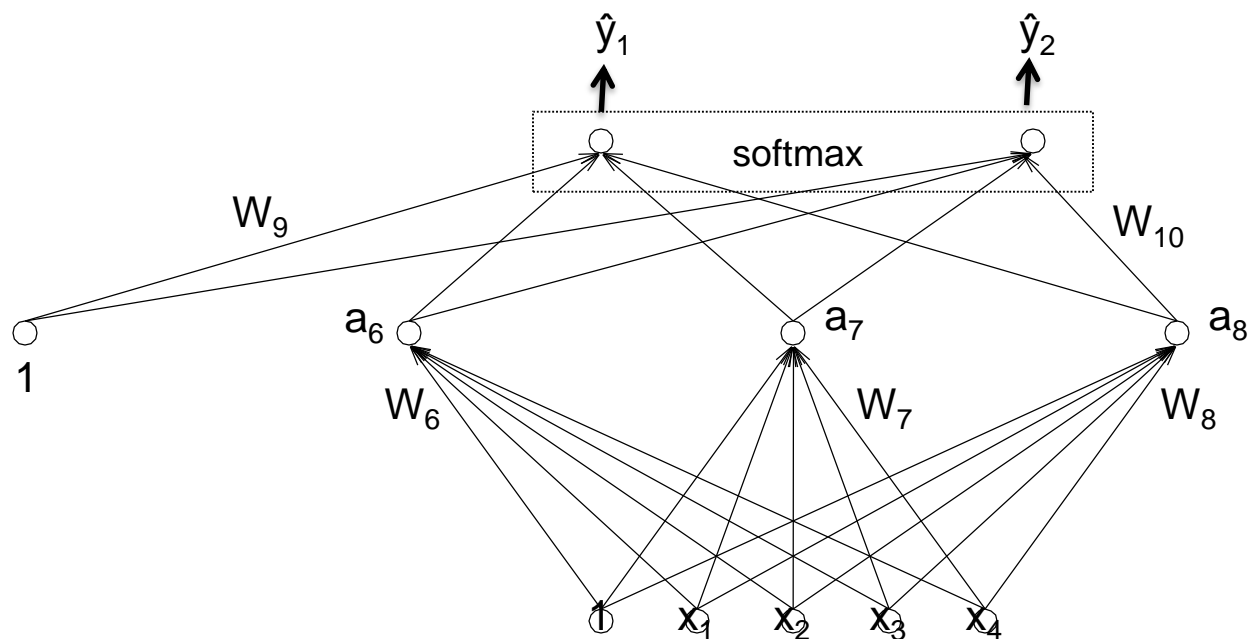 ŷ₁ ŷ₂
softmax
W₉ W₁₀
a₆ a₇ a₈
1
W₆ W₇ W₈
1 x₁ x₂ x₃ x₄